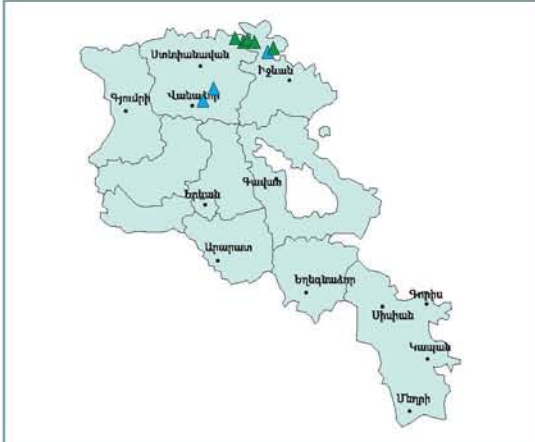 Ստեփանավան
Իջևան
Գյումրի
Վանաձոր
Գավառ
Երևան
Արարատ
Եղեգնաձոր
Գորիս
Սիսիան
Կապան
Մեղրի